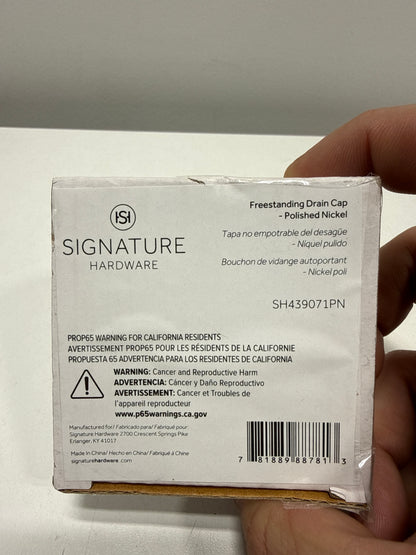 SH
SIGNATURE
HARDWARE
Freestanding Drain Cap
- Polished Nickel
Tapa no empotrable del desagüe
- Níquel pulido
Bouchon de vidange autoportant
- Nickel poli
SH439071PN
PROP65 WARNING FOR CALIFORNIA RESIDENTS
AVERTISSEMENT PROP65 POUR LES RÉSIDENTS DE LA CALIFORNIE
PROPUESTA 65 ADVERTENCIA PARA LOS RESIDENTES DE CALIFORNIA
WARNING: Cancer and Reproductive Harm
ADVERTENCIA: Cáncer y Daño Reproductivo
AVERTISSEMENT: Cancer et Troubles de
l'appareil reproducteur
www.p65warnings.ca.gov
Manufactured for/ Fabricado para/ Fabriqué pour:
Signature Hardware 2700 Crescent Springs Pike
Erlanger, KY 41017
Made In China/ Hecho en China/ Fabriqué à Chine
signaturehardware.com
7 81889 88781 3